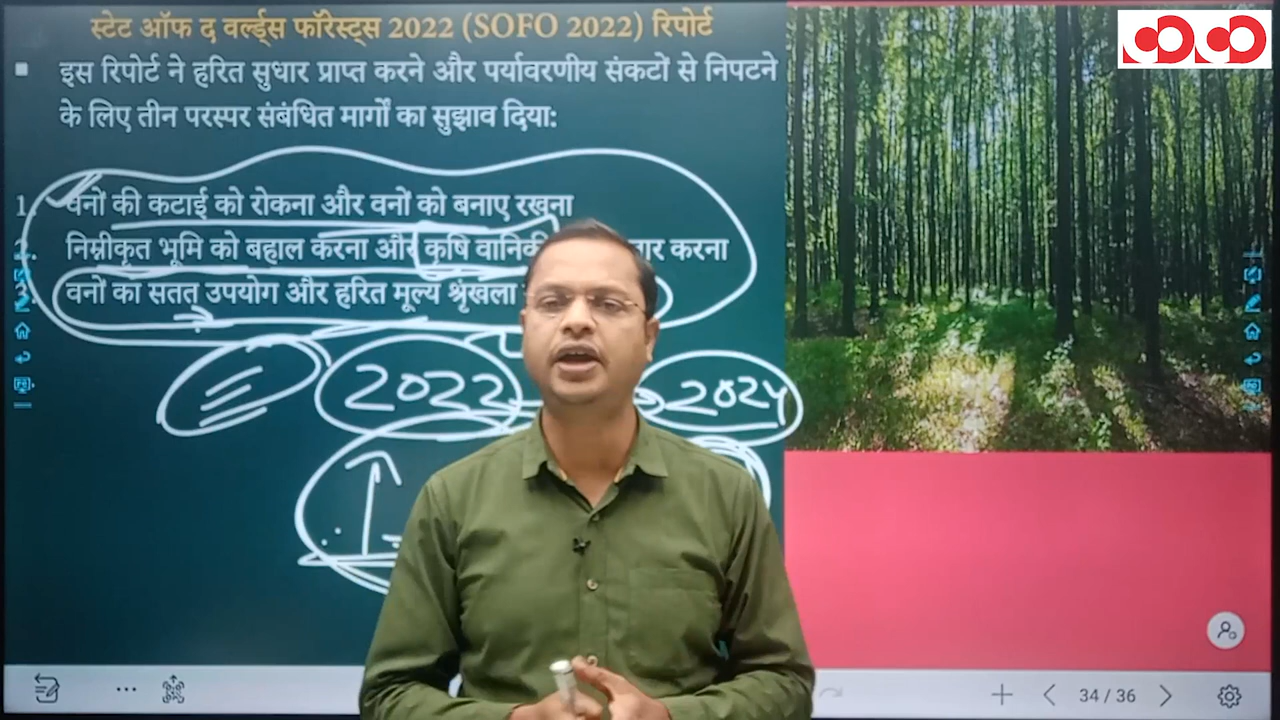 स्टेट ऑफ द वर्ल्ड्स फॉरेस्ट्स 2022 (SOFO 2022) रिपोर्ट
इस रिपोर्ट ने हरित सुधार प्राप्त करने और पर्यावरणीय संकटों से निपटने
के लिए तीन परस्पर संबंधित मार्गों का सुझाव दिया:
1. वनों की कटाई को रोकना और वनों को बनाए रखना
2. निम्नीकृत भूमि को बहाल करना और कृषि करना
3. वनों का सतत् उपयोग और हरित मूल्य श्रृंखला
2022 2024
34 / 36